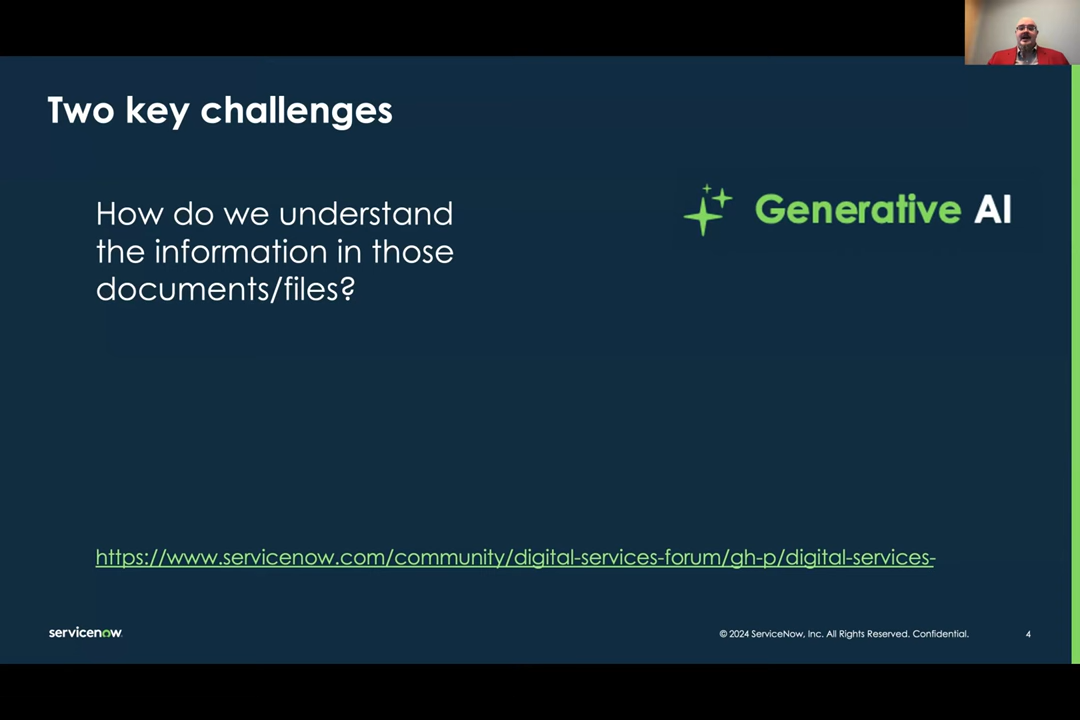 Two key challenges
How do we understand
the information in those
documents/files?
Generative AI
https://www.servicenow.com/community/digital-services-forum/gh-p/digital-services-
servicenow.
© 2024 ServiceNow, Inc. All Rights Reserved. Confidential.
4